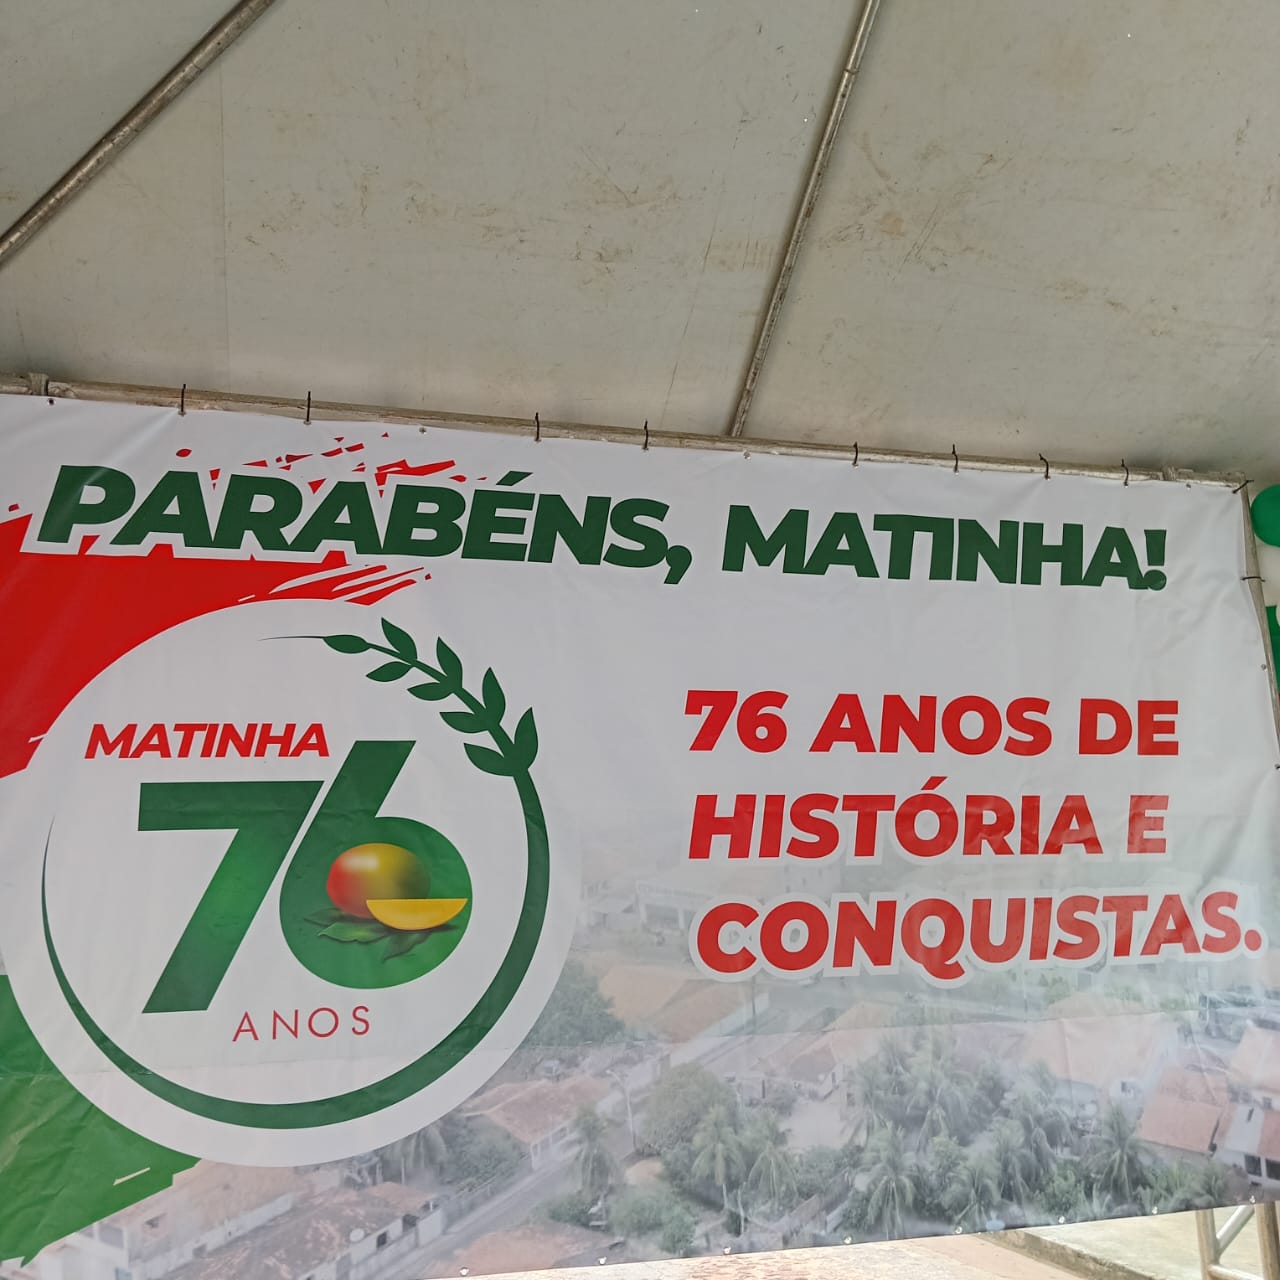 PARABÉNS, MATINHA!
MATINHA
76
ANOS
76 ANOS DE
HISTÓRIA E
CONQUISTAS.